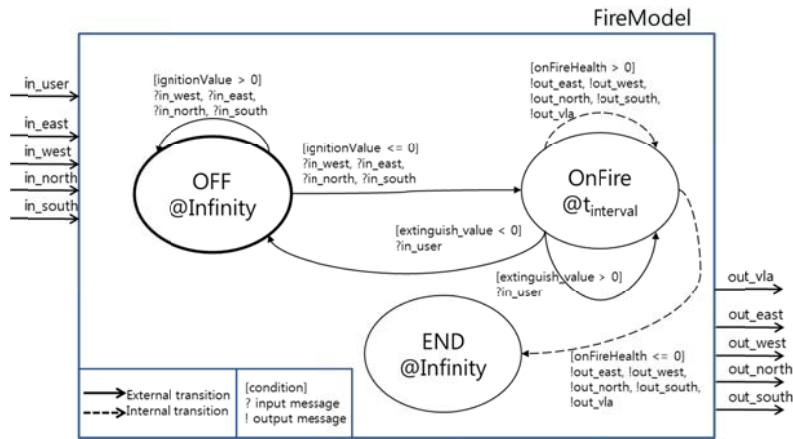 FireModel
in_user
in_east
in_west
in_north
in_south
[ignitionValue > 0]
?in_west, ?in_east,
?in_north, ?in_south
OFF
@Infinity
[ignitionValue <= 0]
?in_west, ?in_east,
?in_north, ?in_south
[onFireHealth > 0]
!out_east, !out_west,
!out_north, !out_south,
!out_vla
OnFire
@tinterval
[extinguish_value < 0]
?in_user
[extinguish_value > 0]
?in_user
END
@Infinity
[onFireHealth <= 0]
!out_east, !out_west,
!out_north, !out_south,
!out_vla
out_vla
out_east
out_west
out_north
out_south
External transition
Internal transition
[condition]
? input message
! output message